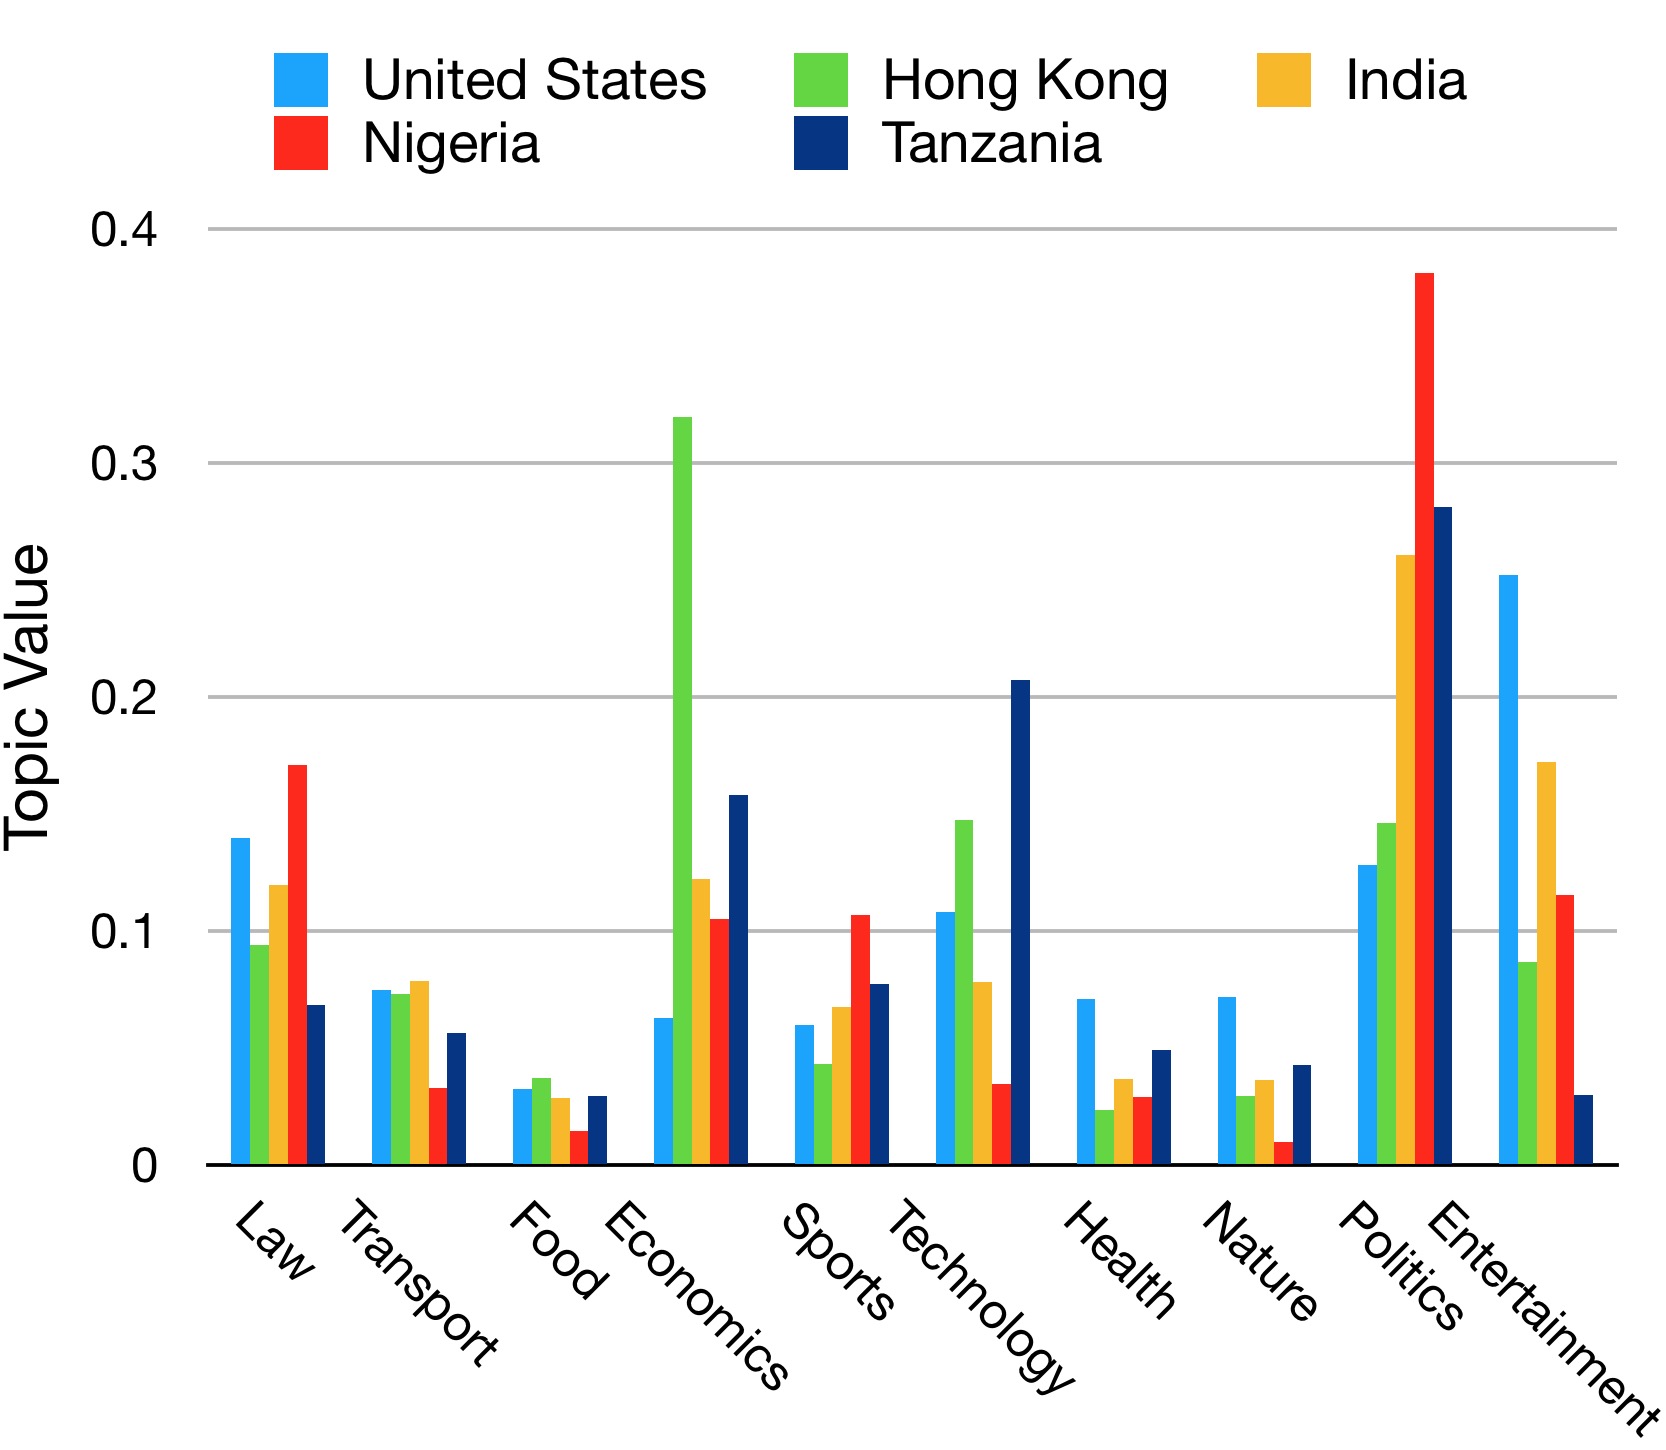 United States Hong Kong India
Nigeria Tanzania
0.4
0.3
0.2
0.1
0
Topic Value
Law
Transport
Food
Economics
Sports
Technology
Health
Nature
Politics
Entertainment